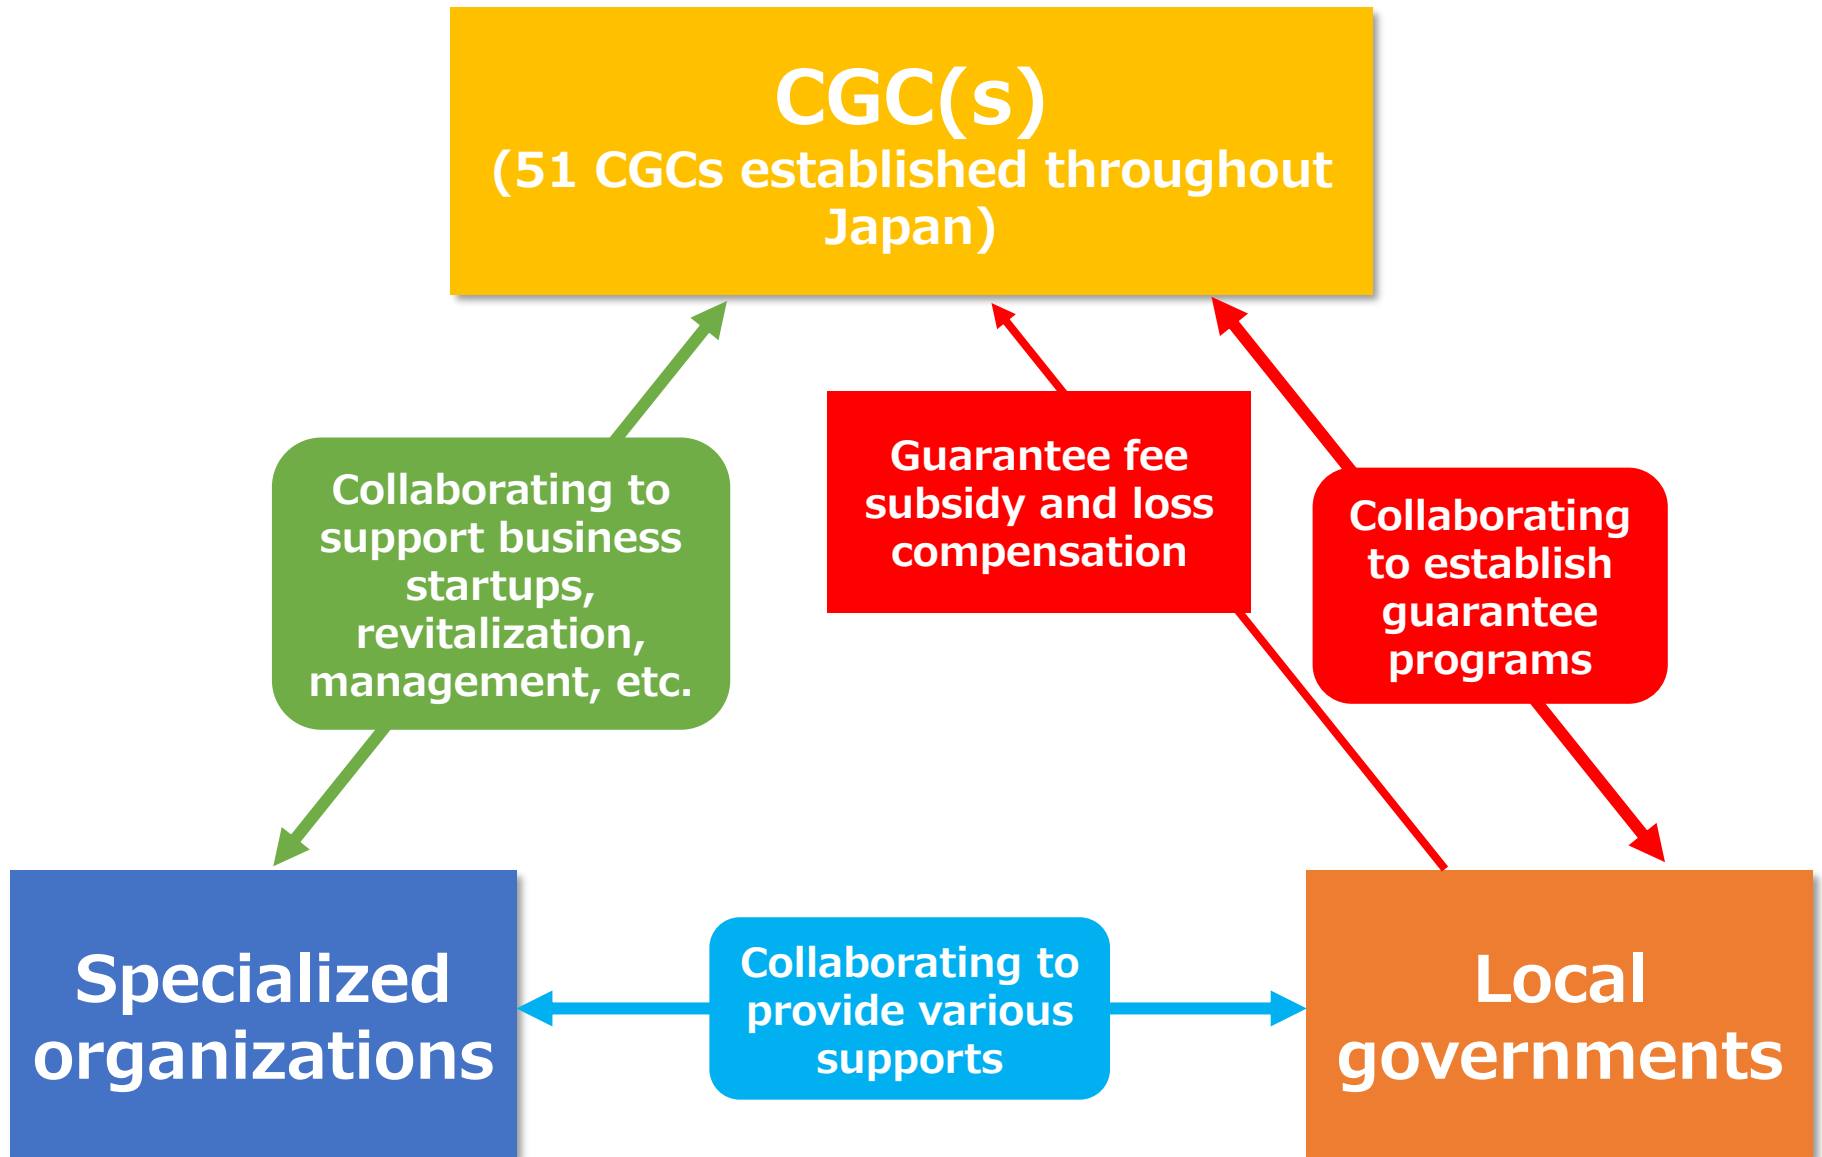 CGC(s)
(51 CGCs established throughout
Japan)
Guarantee fee
subsidy and loss
compensation
Collaborating to
support business
startups,
revitalization,
management, etc.
Collaborating
to establish
guarantee
programs
Specialized
organizations
Collaborating to
provide various
supports
Local
governments